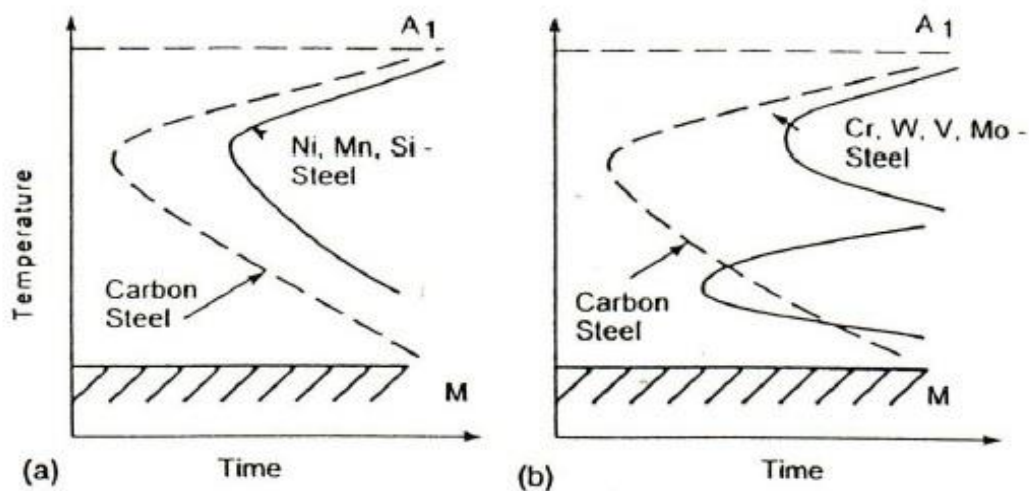 A1
Ni, Mn, Si -
Steel
Carbon
Steel
M
Temperature
Time
(a)
A1
Cr, W, V, Mo -
Steel
Carbon
Steel
M
Time
(b)